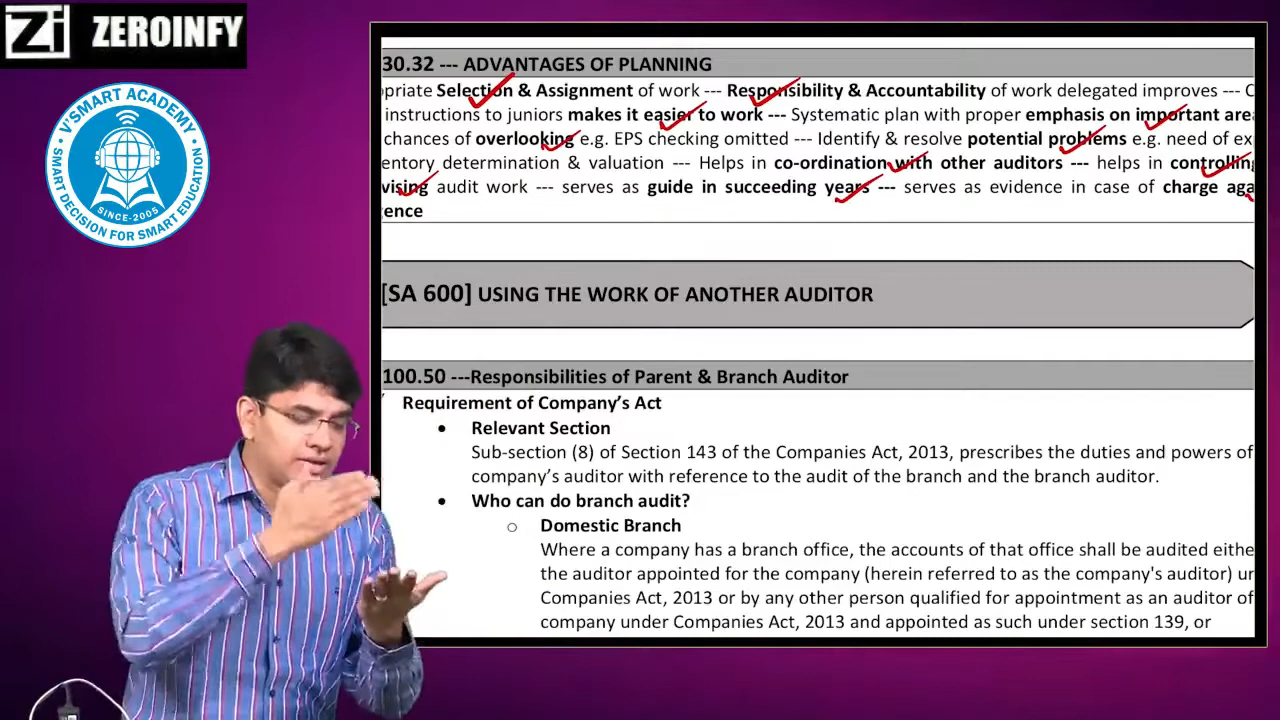 Zi ZEROINFY
V'SMART ACADEMY
SINCE-2005
SMART DECISION FOR SMART EDUCATION
30.32 --- ADVANTAGES OF PLANNING
opriate Selection & Assignment of work --- Responsibility & Accountability of work delegated improves --- C
instructions to juniors makes it easier to work --- Systematic plan with proper emphasis on important area
chances of overlooking e.g. EPS checking omitted --- Identify & resolve potential problems e.g. need of ex
entory determination & valuation --- Helps in co-ordination with other auditors --- helps in controlling
vising audit work --- serves as guide in succeeding years --- serves as evidence in case of charge aga
ence
[SA 600] USING THE WORK OF ANOTHER AUDITOR
100.50 ---Responsibilities of Parent & Branch Auditor
Requirement of Company's Act
• Relevant Section
Sub-section (8) of Section 143 of the Companies Act, 2013, prescribes the duties and powers of
company's auditor with reference to the audit of the branch and the branch auditor.
• Who can do branch audit?
o Domestic Branch
Where a company has a branch office, the accounts of that office shall be audited eithe
the auditor appointed for the company (herein referred to as the company's auditor) un
Companies Act, 2013 or by any other person qualified for appointment as an auditor of
company under Companies Act, 2013 and appointed as such under section 139, or